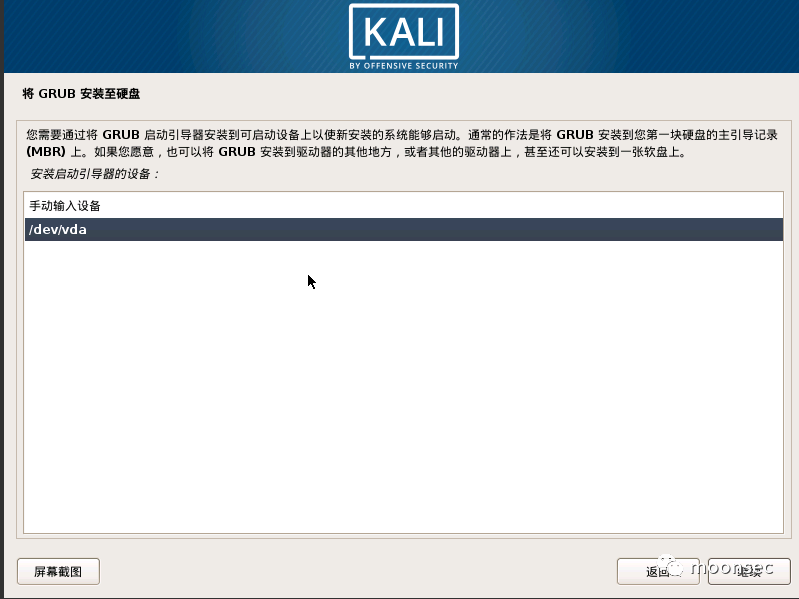 KALI
BY OFFENSIVE SECURITY
将 GRUB 安装至硬盘
您需要通过将 GRUB 启动引导器安装到可启动设备上以使新安装的系统能够启动。通常的作法是将 GRUB 安装到您第一块硬盘的主引导记录
(MBR) 上。如果您愿意，也可以将 GRUB 安装到驱动器的其他地方，或者其他的驱动器上，甚至还可以安装到一张软盘上。
安装启动引导器的设备：
手动输入设备
/dev/vda
屏幕截图 返回 继续
moonsec